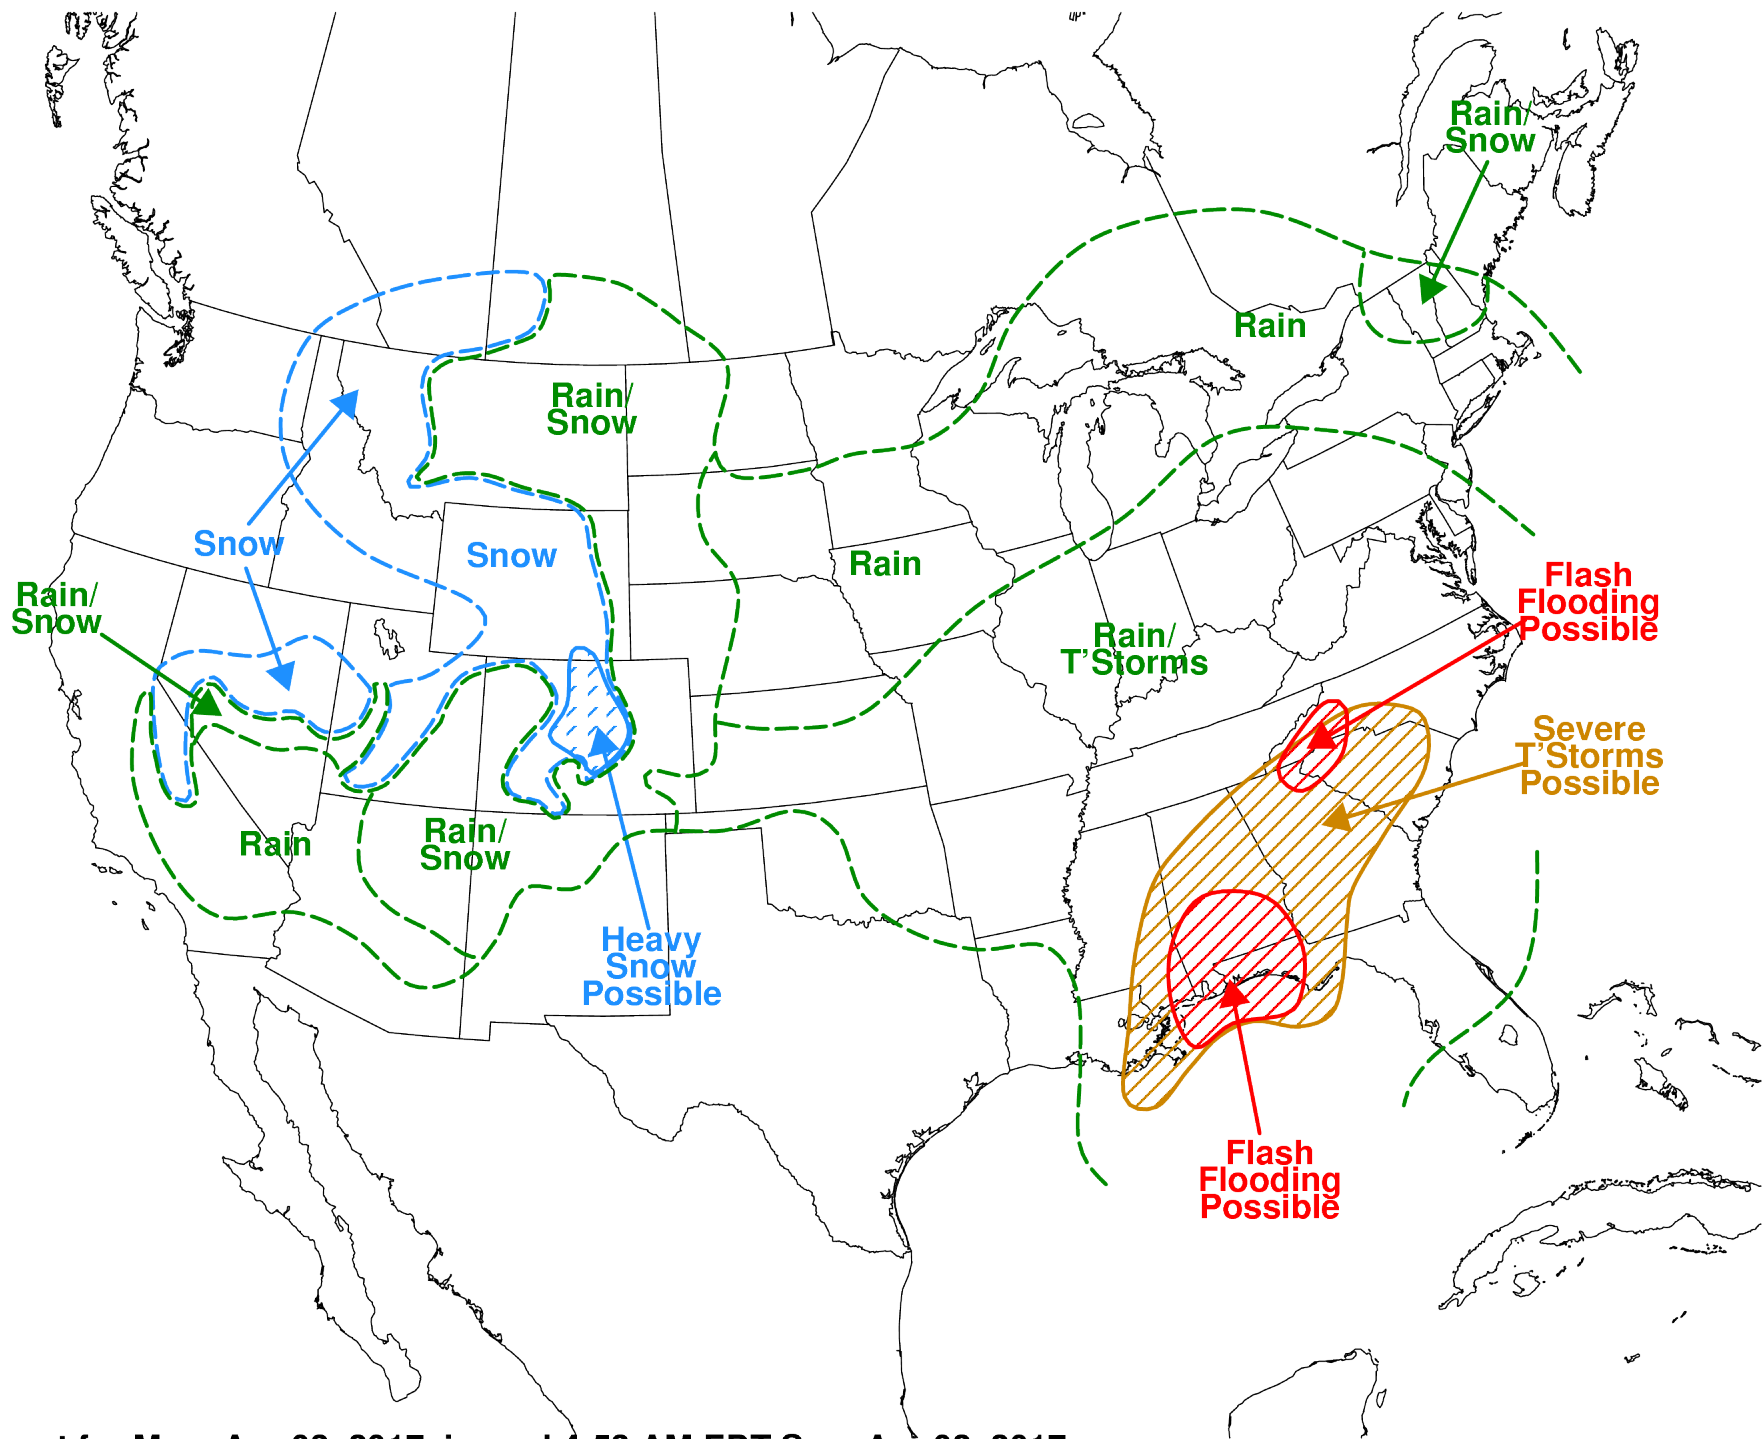 Rain/
Snow
Rain
Rain/
Snow
Snow
Snow
Rain
Flash
Flooding
Possible
Rain/
Snow
Rain/
T'Storms
Severe
T'Storms
Possible
Rain
Rain/
Snow
Heavy
Snow
Possible
Flash
Flooding
Possible